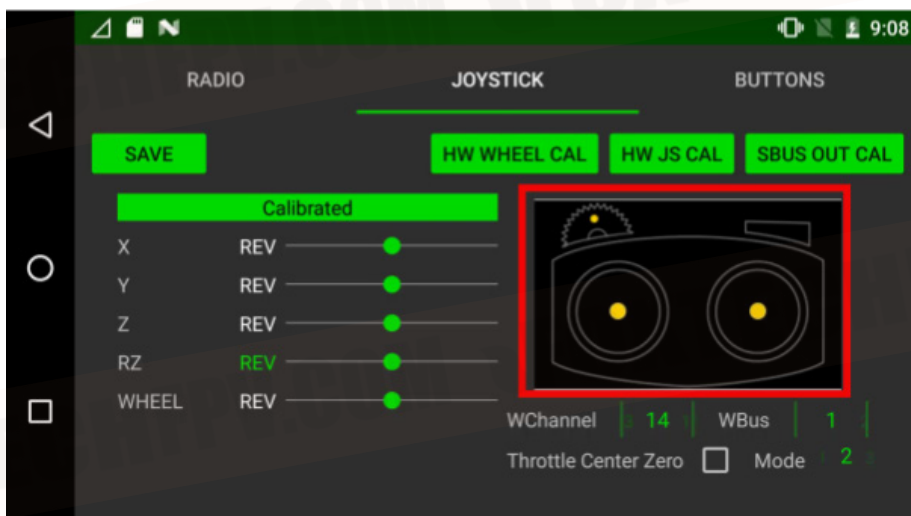 9:08
RADIO JOYSTICK BUTTONS
SAVE HW WHEEL CAL HW JS CAL SBUS OUT CAL
Calibrated
X REV
Y REV
Z REV
RZ REV
WHEEL REV
WChannel 14 WBus 1
Throttle Center Zero Mode 2